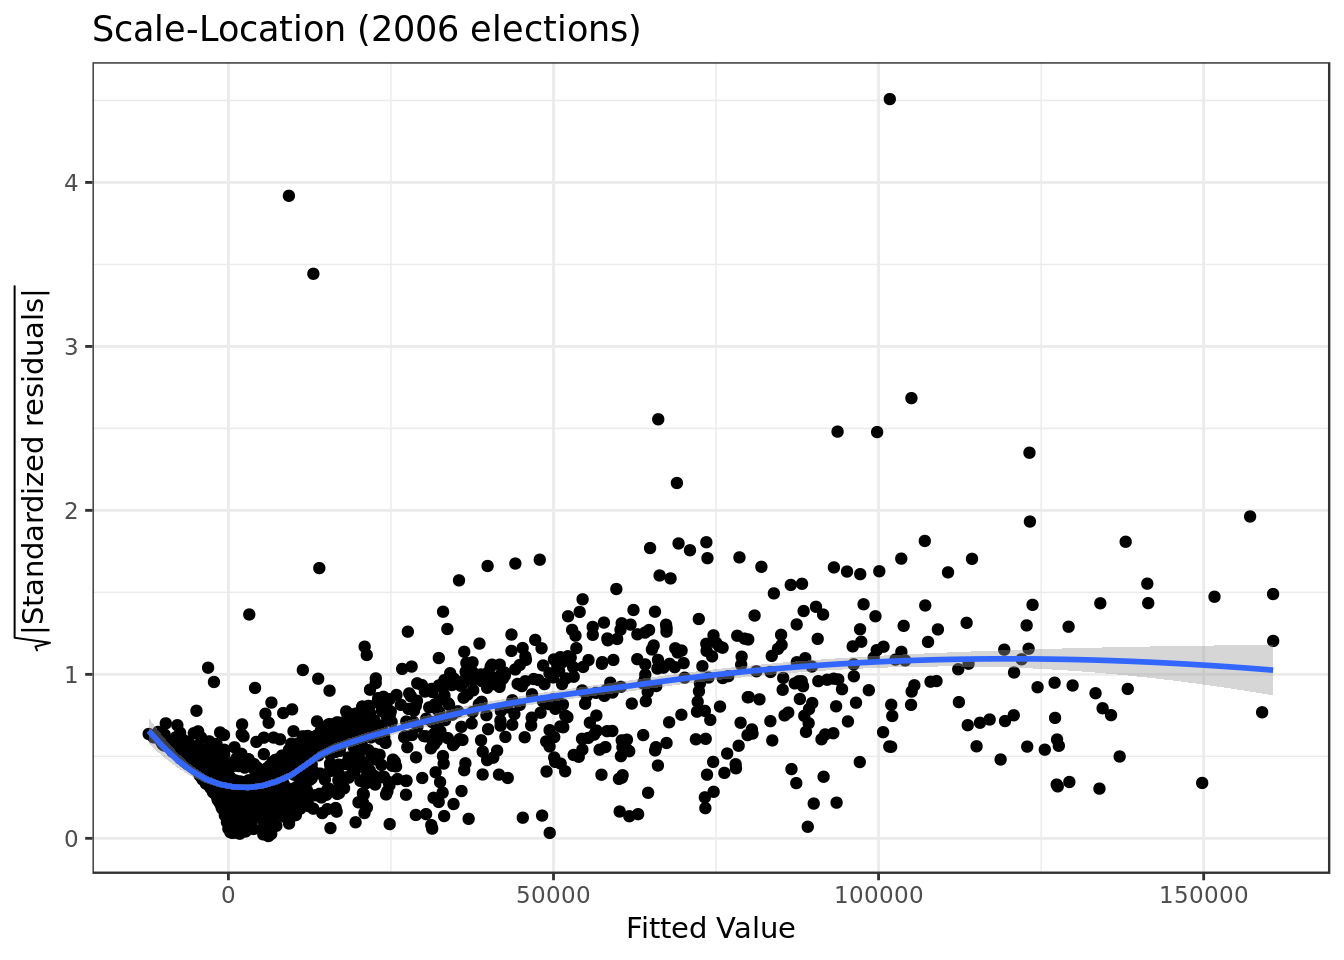 Scale-Location (2006 elections)
√|Standardized residuals|
4
3
2
1
0
0 50000 100000 150000
Fitted Value